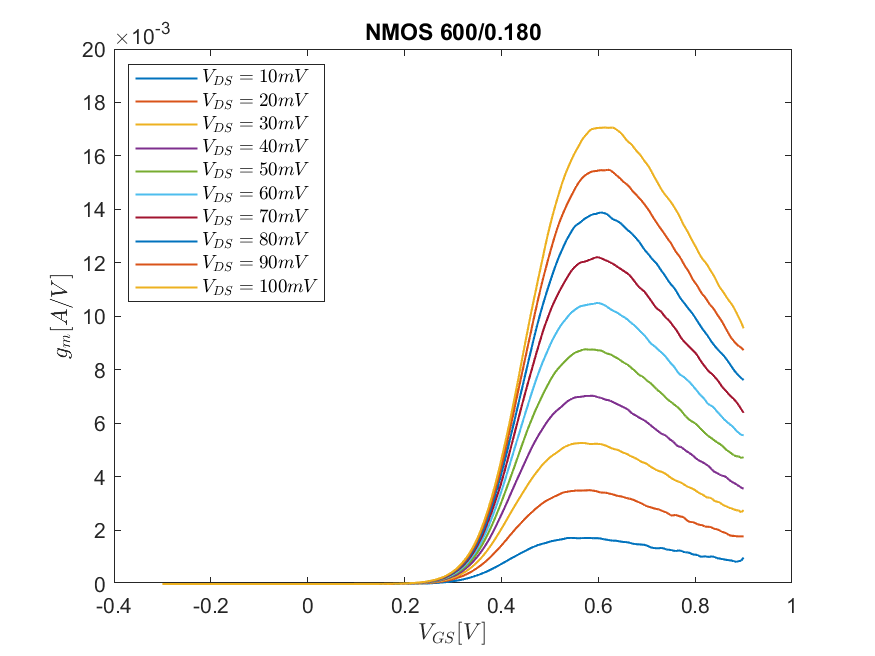 NMOS 600/0.180
×10⁻³
20
18
16
14
12
10
8
6
4
2
0
g_m[A/V]
V_DS = 10mV
V_DS = 20mV
V_DS = 30mV
V_DS = 40mV
V_DS = 50mV
V_DS = 60mV
V_DS = 70mV
V_DS = 80mV
V_DS = 90mV
V_DS = 100mV
-0.4 -0.2 0 0.2 0.4 0.6 0.8 1
V_GS[V]